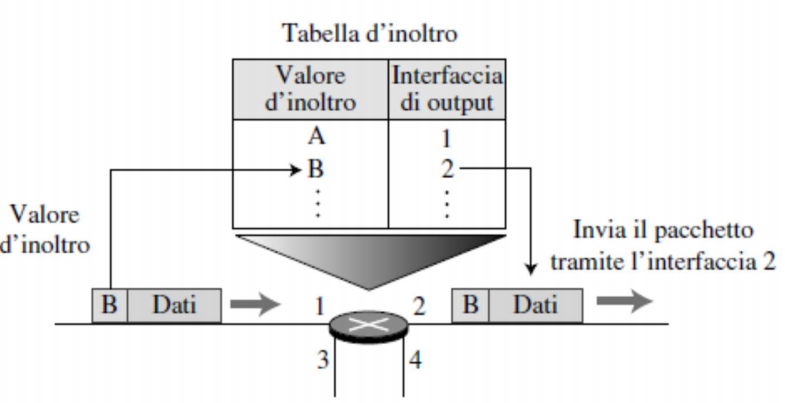 Tabella d'inoltro
Valore d'inoltro
Interfaccia di output
A 1
B 2
Valore d'inoltro
Invia il pacchetto
tramite l'interfaccia 2
B Dati
1
2
B Dati
3
4